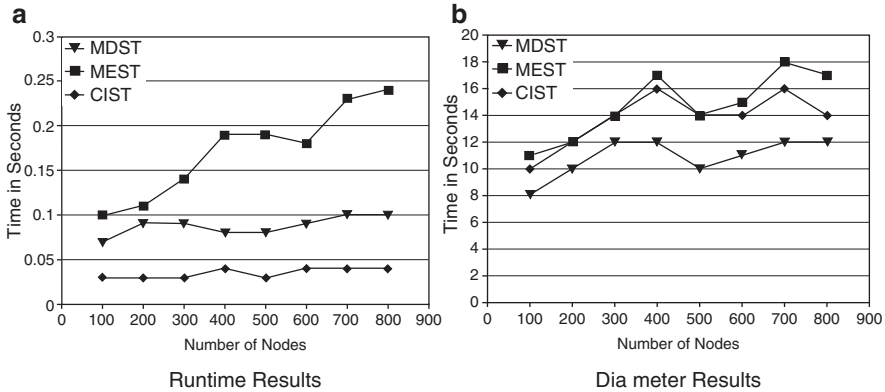 a
0.3
0.25
0.2
0.15
0.1
0.05
0
Time in Seconds
MDST
MEST
CIST
0 100 200 300 400 500 600 700 800 900
Number of Nodes
Runtime Results
b
20
18
16
14
12
10
8
6
4
2
0
Time in Seconds
MDST
MEST
CIST
0 100 200 300 400 500 600 700 800 900
Number of Nodes
Dia meter Results